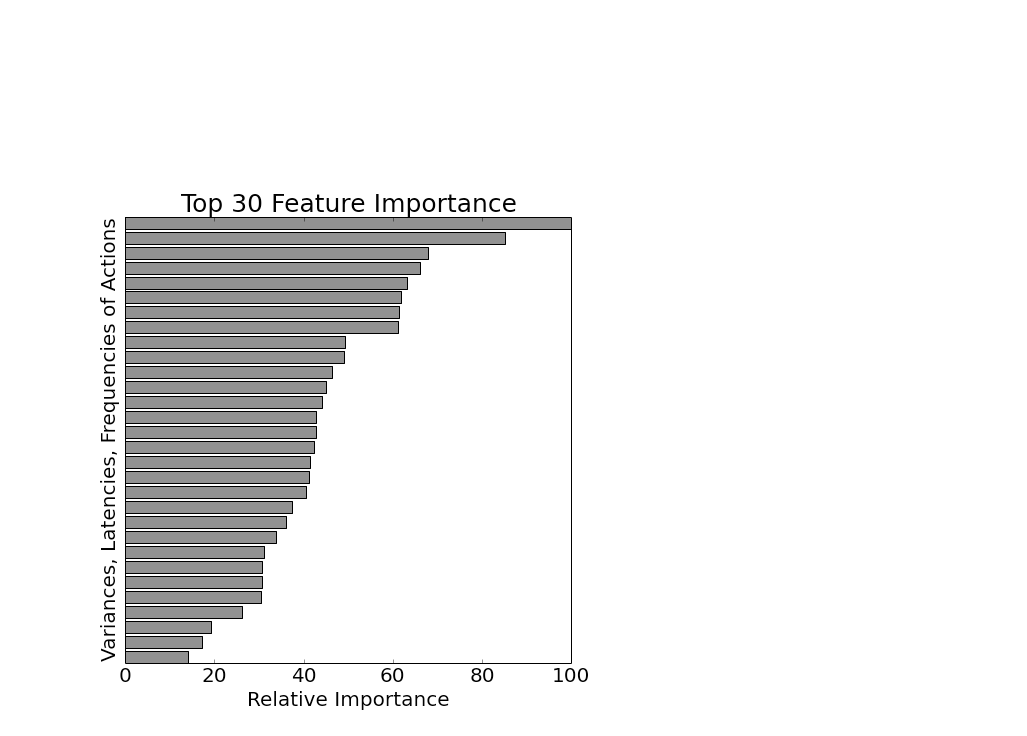 Top 30 Feature Importance
Variances, Latencies, Frequencies of Actions
0 20 40 60 80 100
Relative Importance